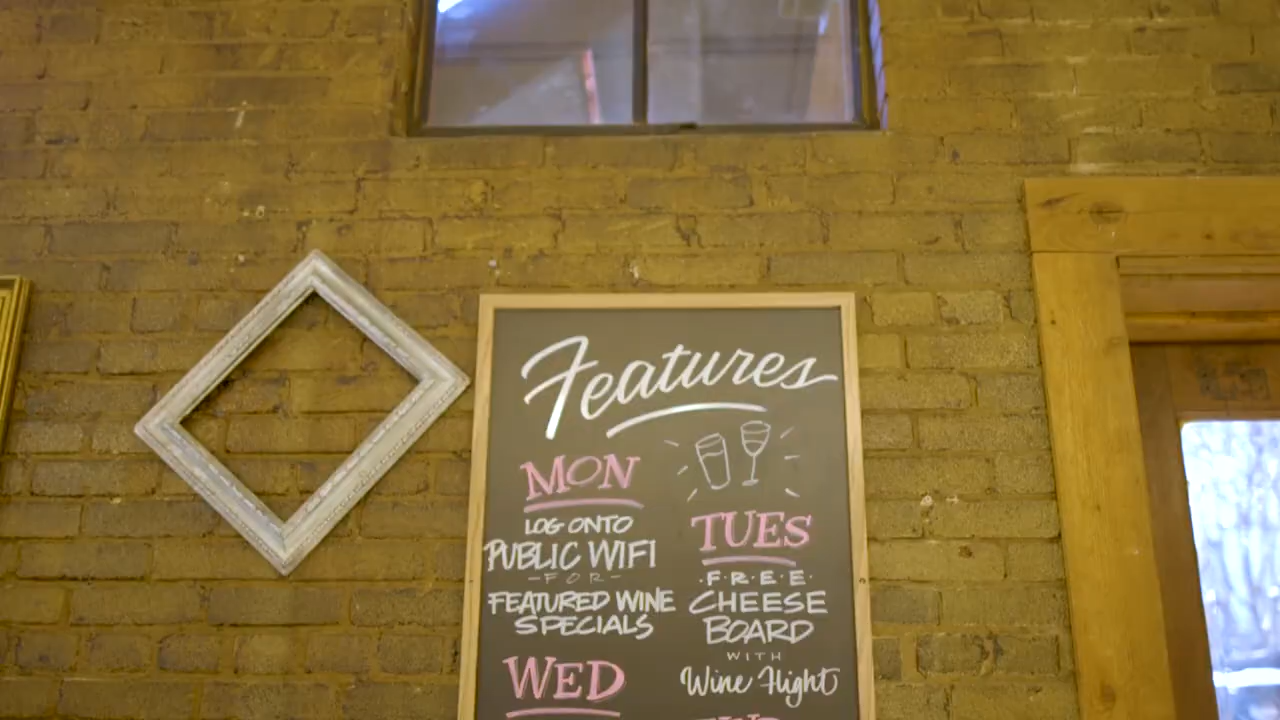 Features
MON
LOG ONTO
PUBLIC WIFI
-FOR-
FEATURED WINE
SPECIALS
TUES
·F·R·E·E·
CHEESE
BOARD
WITH
Wine Flight
WED